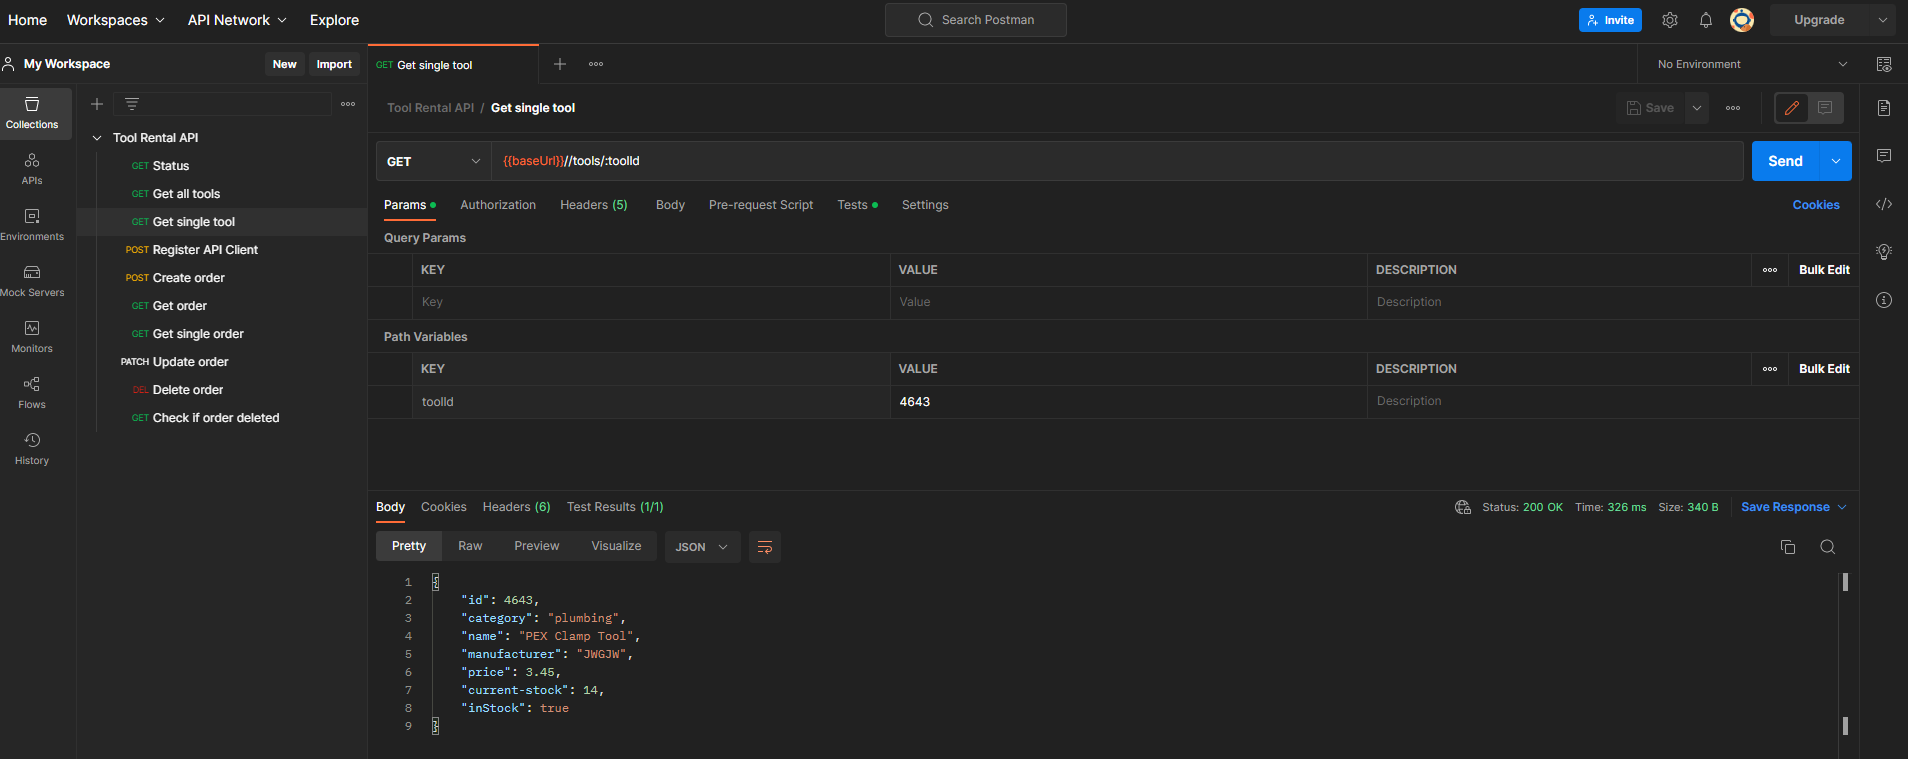 Home Workspaces API Network Explore Search Postman Invite Upgrade
My Workspace New Import GET Get single tool No Environment
Collections
APIs
Environments
Mock Servers
Monitors
Flows
History
Tool Rental API
GET Status
GET Get all tools
GET Get single tool
POST Register API Client
POST Create order
GET Get order
GET Get single order
PATCH Update order
DEL Delete order
GET Check if order deleted
Tool Rental API / Get single tool Save
GET {{baseUrl}}//tools/:toolId Send
Params Authorization Headers (5) Body Pre-request Script Tests Settings Cookies
Query Params
KEY VALUE DESCRIPTION Bulk Edit
Key Value Description
Path Variables
KEY VALUE DESCRIPTION Bulk Edit
toolId 4643 Description
Body Cookies Headers (6) Test Results (1/1) Status: 200 OK Time: 326 ms Size: 340 B Save Response
Pretty Raw Preview Visualize JSON
1 {
2 "id": 4643,
3 "category": "plumbing",
4 "name": "PEX Clamp Tool",
5 "manufacturer": "JWGJW",
6 "price": 3.45,
7 "current-stock": 14,
8 "inStock": true
9 }